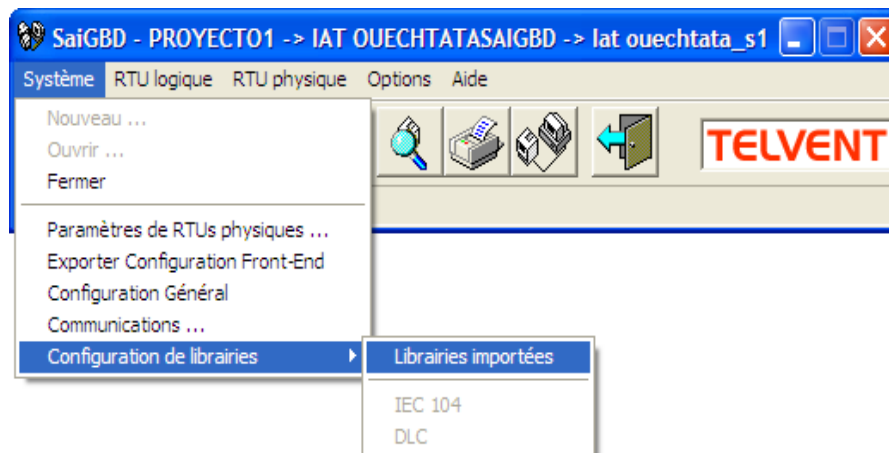 SaiGBD - PROYECTO1 -> IAT OUECHTATASAIGBD -> Iat ouechtata_s1
Système RTU logique RTU physique Options Aide
Nouveau ...
Ouvrir ...
Fermer
TELVENT
Paramètres de RTUs physiques ...
Exporter Configuration Front-End
Configuration Général
Communications ...
Configuration de librairies
Librairies importées
IEC 104
DLC